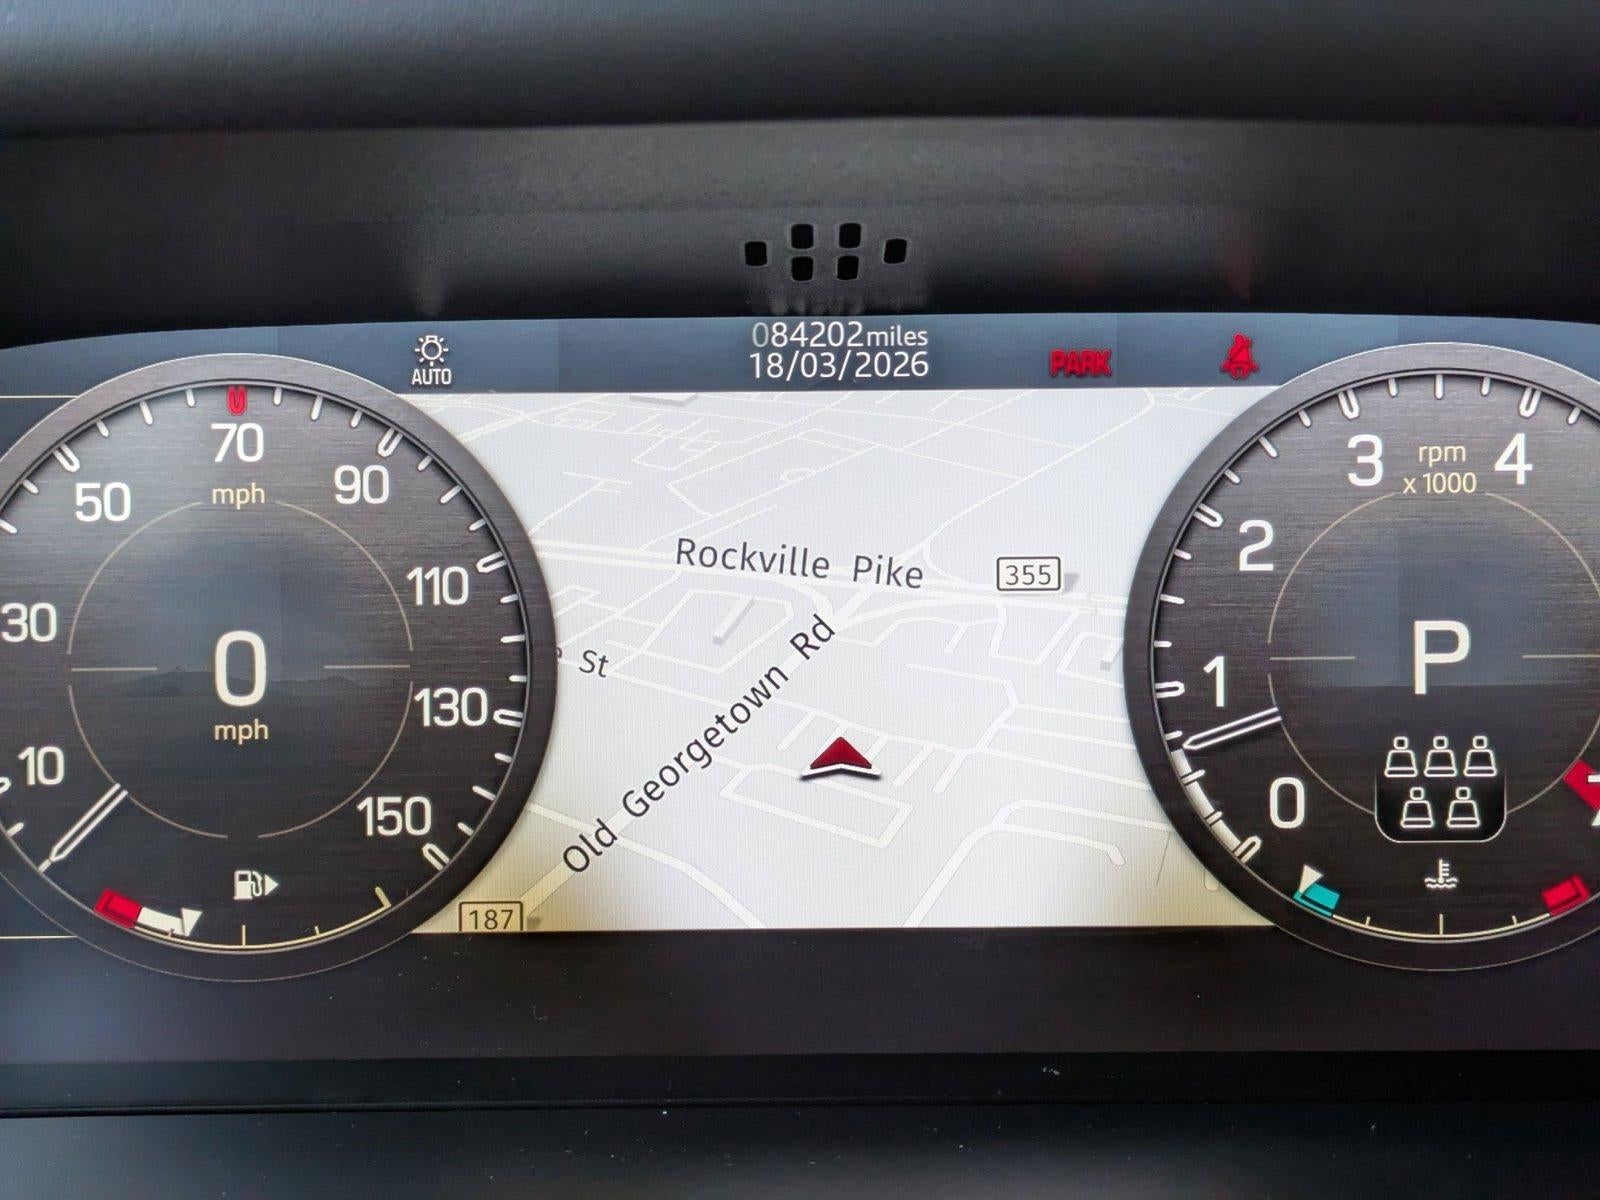 084202miles
18/03/2026
AUTO
PARK
10
30
50
70
90
110
130
150
mph
0
mph
Rockville Pike
355
St
Old Georgetown Rd
187
0
1
2
3
4
7
rpm
x 1000
P